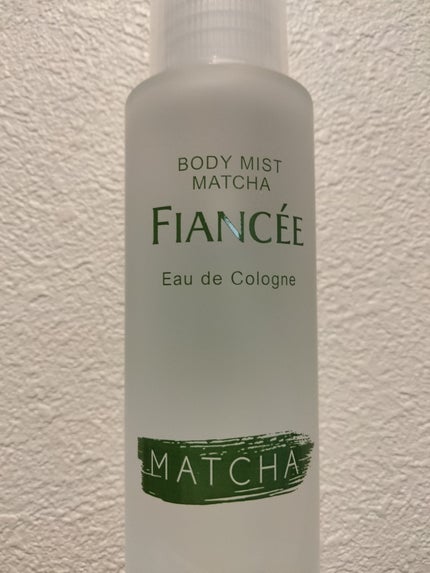 BODY MIST
MATCHA
FIANCÉE
Eau de Cologne
MATCHA